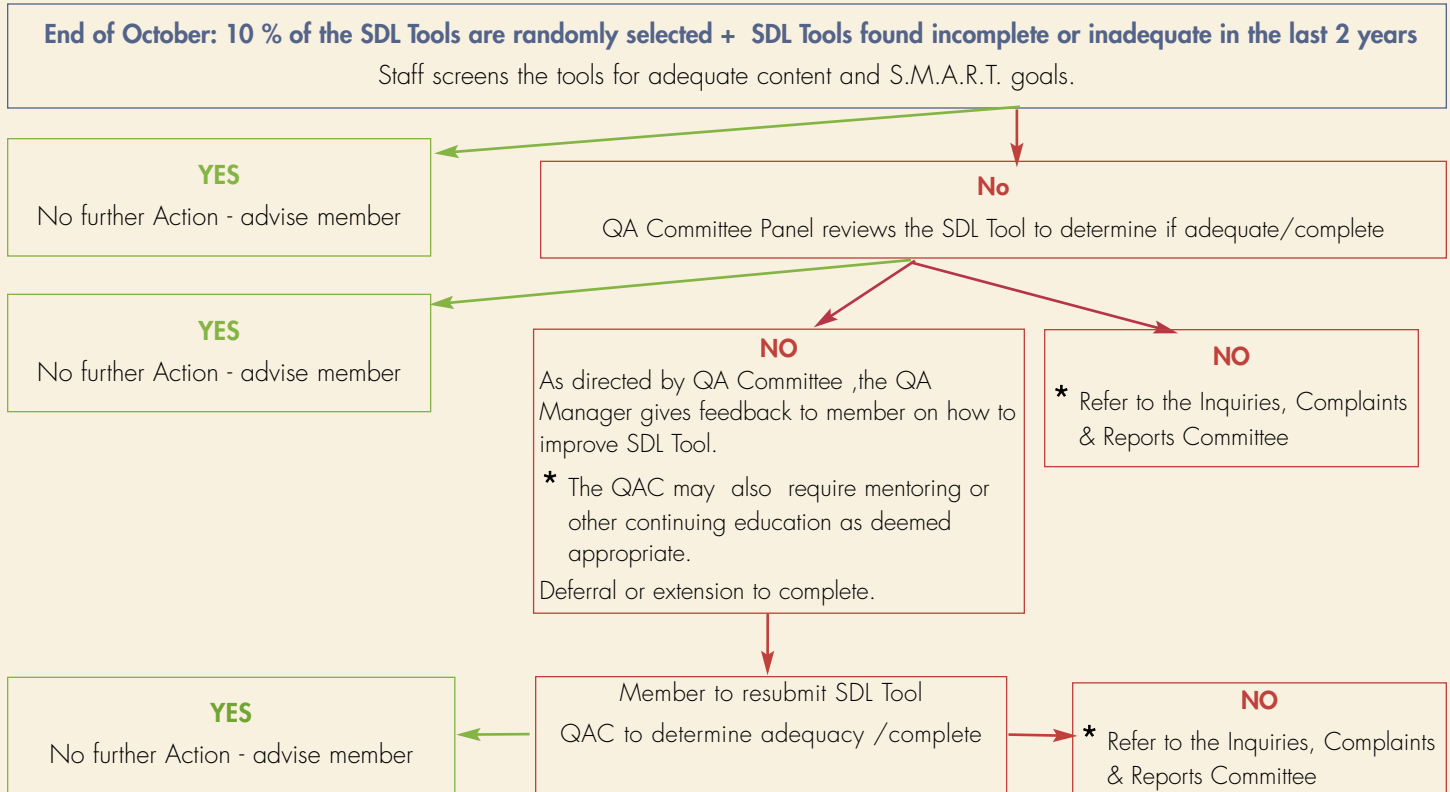 End of October: 10 % of the SDL Tools are randomly selected + SDL Tools found incomplete or inadequate in the last 2 years
Staff screens the tools for adequate content and S.M.A.R.T. goals.
YES
No further Action - advise member
No
QA Committee Panel reviews the SDL Tool to determine if adequate/complete
YES
No further Action - advise member
NO
As directed by QA Committee ,the QA
Manager gives feedback to member on how to
improve SDL Tool.
* The QAC may also require mentoring or
other continuing education as deemed
appropriate.
Deferral or extension to complete.
NO
* Refer to the Inquiries, Complaints
& Reports Committee
YES
No further Action - advise member
Member to resubmit SDL Tool
QAC to determine adequacy /complete
NO
* Refer to the Inquiries, Complaints
& Reports Committee